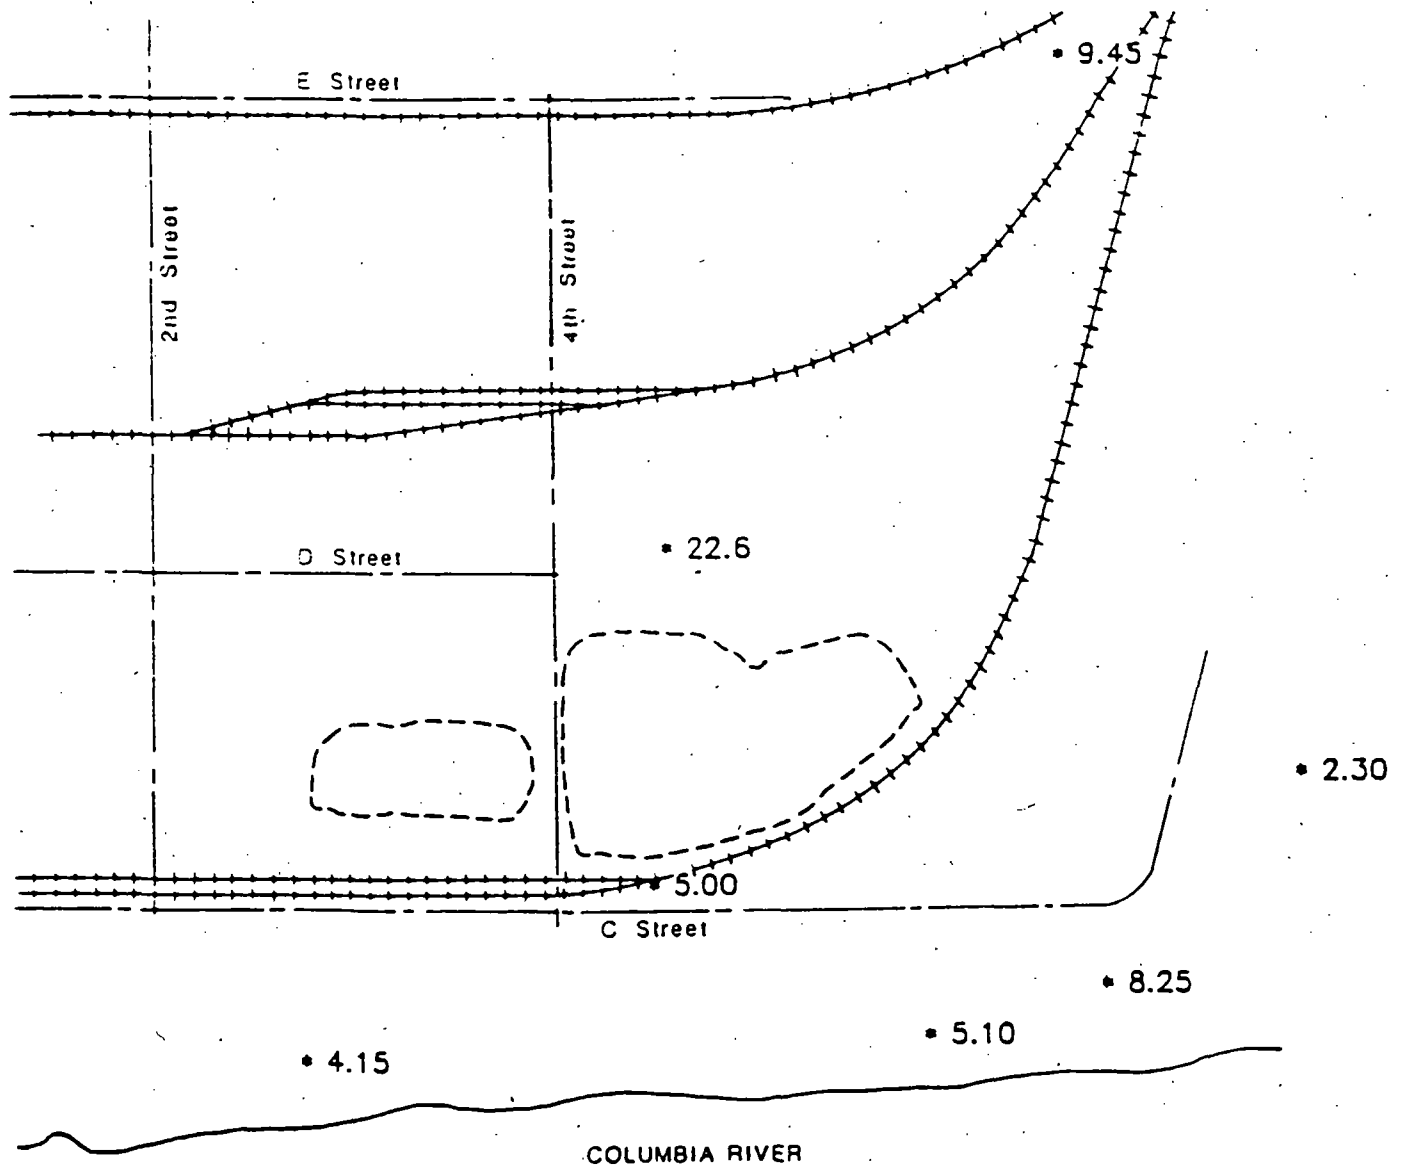 * 9.45
E Street
2nd Street
4th Street
* 22.6
D Street
* 2.30
* 5.00
C Street
* 8.25
* 5.10
* 4.15
COLUMBIA RIVER